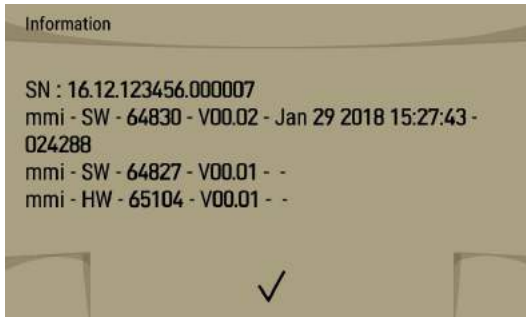 Information
SN : 16.12.123456.000007
mmi - SW - 64830 - V00.02 - Jan 29 2018 15:27:43 -
024288
mmi - SW - 64827 - V00.01 - -
mmi - HW - 65104 - V00.01 - -